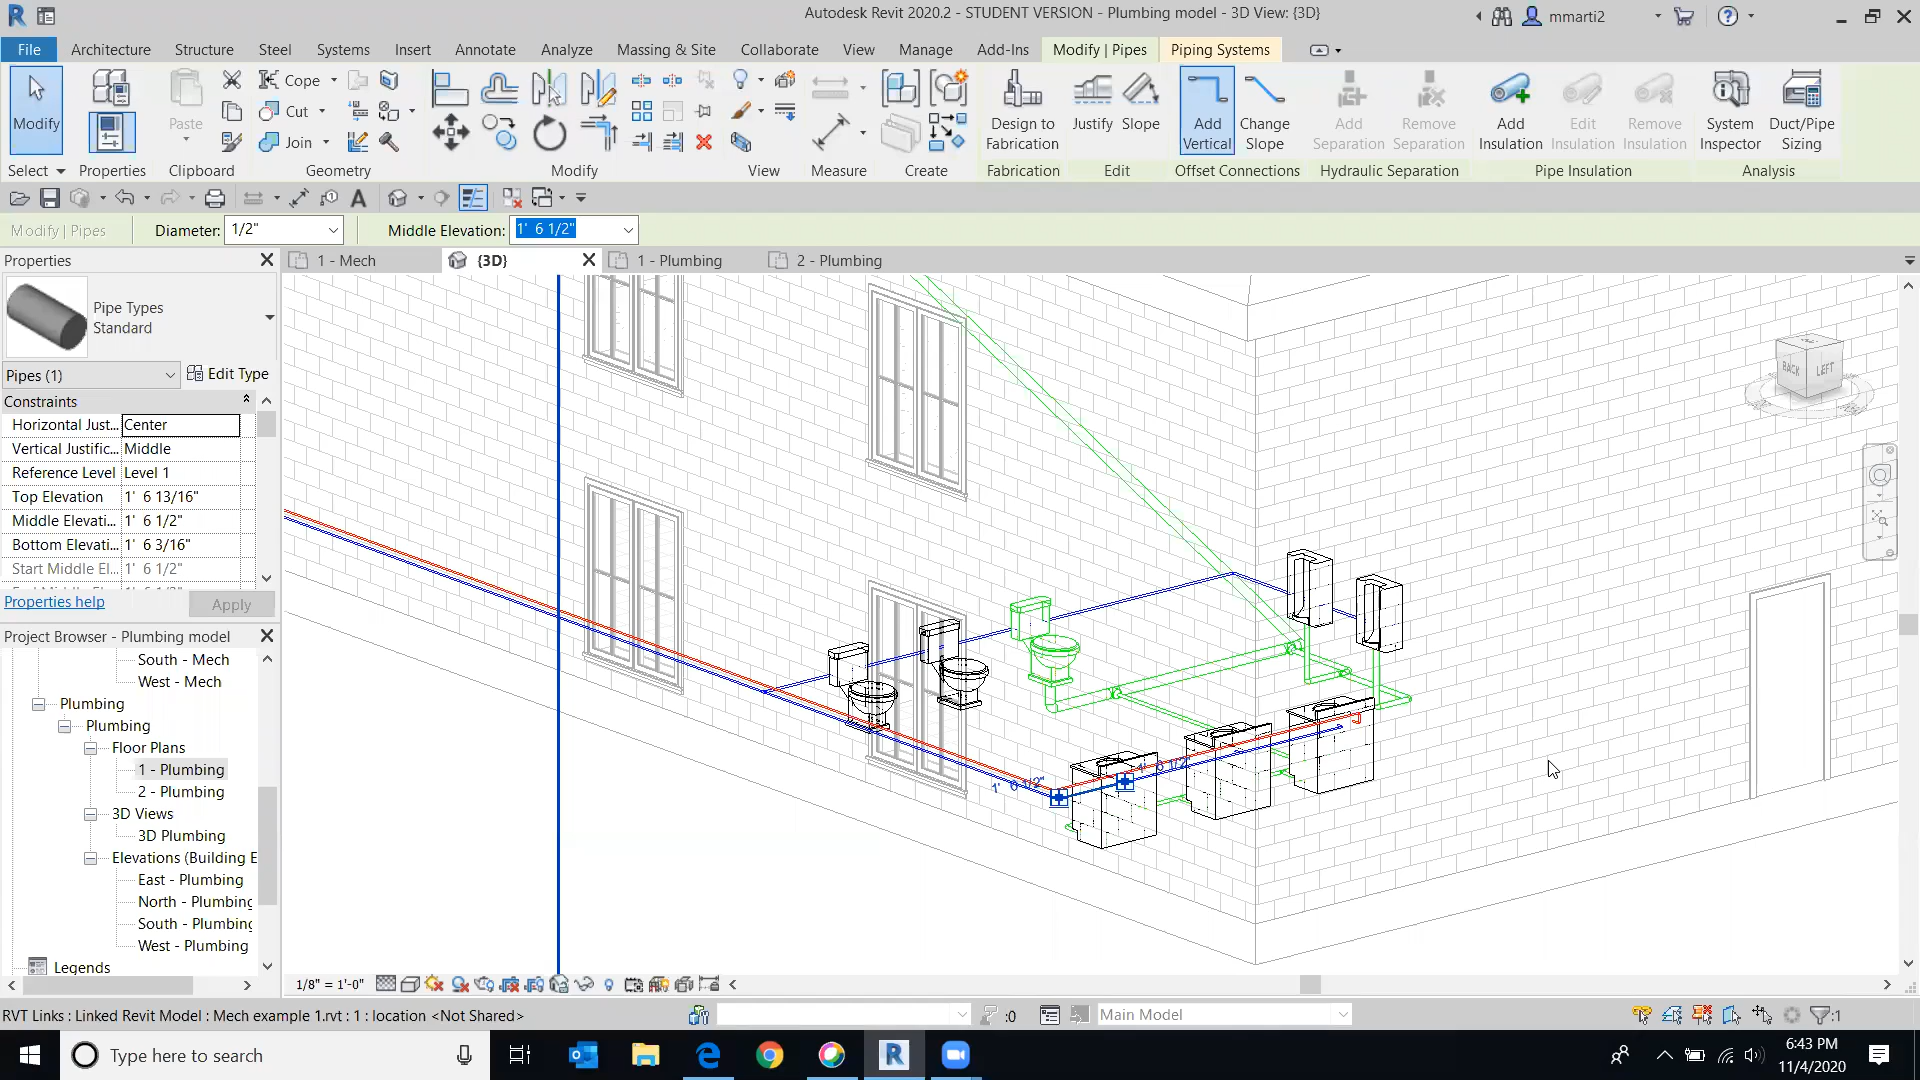 Autodesk Revit 2020.2 - STUDENT VERSION - Plumbing model - 3D View: {3D}
mmarti2
File Architecture Structure Steel Systems Insert Annotate Analyze Massing & Site Collaborate View Manage Add-Ins Modify | Pipes Piping Systems
Modify
Paste
Cope
Cut
Join
Design to Fabrication
Justify
Slope
Add Vertical
Change Slope
Add Separation
Remove Separation
Add Insulation
Edit Insulation
Remove Insulation
System Inspector
Duct/Pipe Sizing
Select Properties Clipboard Geometry Modify View Measure Create Fabrication Edit Offset Connections Hydraulic Separation Pipe Insulation Analysis
Modify | Pipes Diameter: 1/2" Middle Elevation: 1' 6 1/2"
Properties
1 - Mech {3D} 1 - Plumbing 2 - Plumbing
Pipe Types
Standard
Pipes (1) Edit Type
Constraints
Horizontal Just... Center
Vertical Justific... Middle
Reference Level Level 1
Top Elevation 1' 6 13/16"
Middle Elevati... 1' 6 1/2"
Bottom Elevati... 1' 6 3/16"
Start Middle El... 1' 6 1/2"
Properties help Apply
Project Browser - Plumbing model
South - Mech
West - Mech
Plumbing
Plumbing
Floor Plans
1 - Plumbing
2 - Plumbing
3D Views
3D Plumbing
Elevations (Building E
East - Plumbing
North - Plumbing
South - Plumbing
West - Plumbing
Legends
BACK LEFT
1' 6 1/2"
1' 6 1/2"
1/8" = 1'-0"
RVT Links : Linked Revit Model : Mech example 1.rvt : 1 : location <Not Shared>
:0
Main Model
:1
Type here to search
6:43 PM
11/4/2020